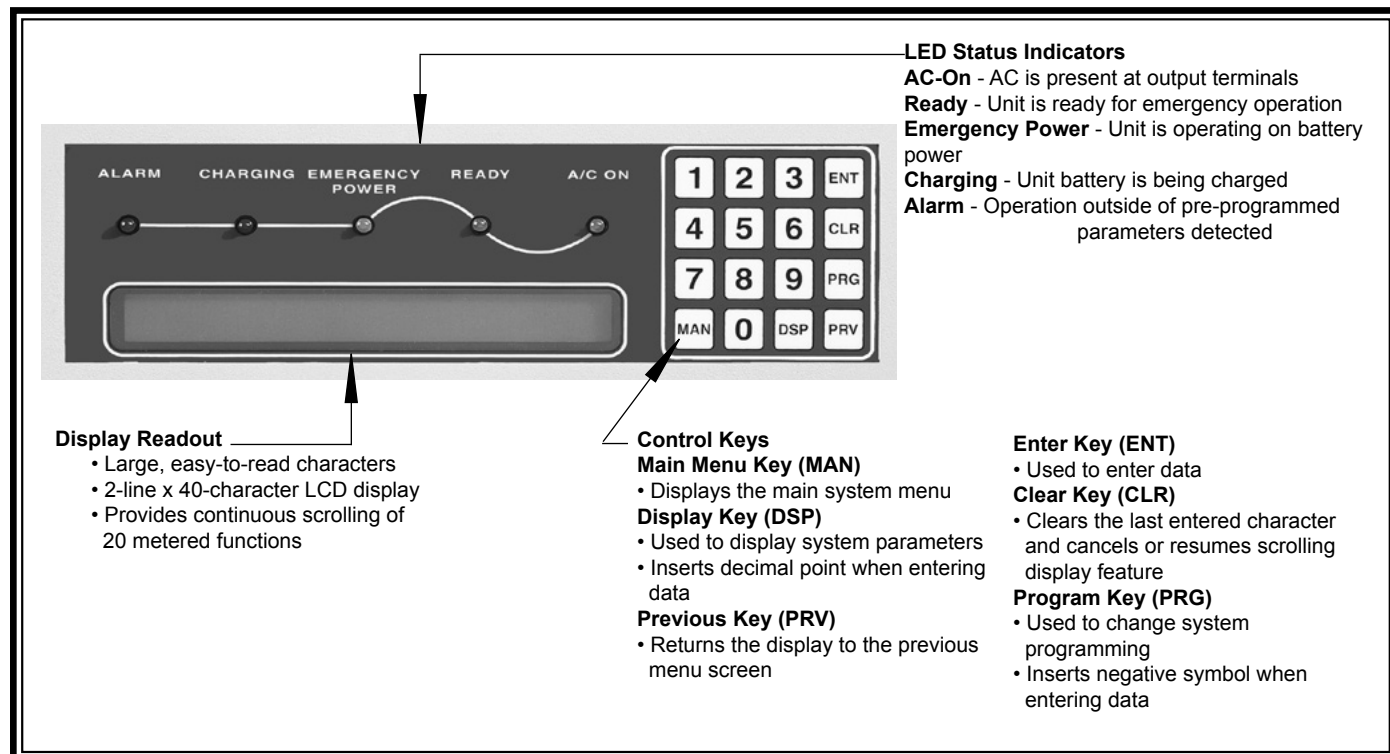 LED Status Indicators
AC-On - AC is present at output terminals
Ready - Unit is ready for emergency operation
Emergency Power - Unit is operating on battery
power
Charging - Unit battery is being charged
Alarm - Operation outside of pre-programmed
parameters detected
ALARM CHARGING EMERGENCY POWER READY A/C ON
1 2 3 ENT
4 5 6 CLR
7 8 9 PRG
MAN 0 DSP PRV
Display Readout
• Large, easy-to-read characters
• 2-line x 40-character LCD display
• Provides continuous scrolling of
20 metered functions
Control Keys
Main Menu Key (MAN)
• Displays the main system menu
Display Key (DSP)
• Used to display system parameters
• Inserts decimal point when entering
data
Previous Key (PRV)
• Returns the display to the previous
menu screen
Enter Key (ENT)
• Used to enter data
Clear Key (CLR)
• Clears the last entered character
and cancels or resumes scrolling
display feature
Program Key (PRG)
• Used to change system
programming
• Inserts negative symbol when
entering data